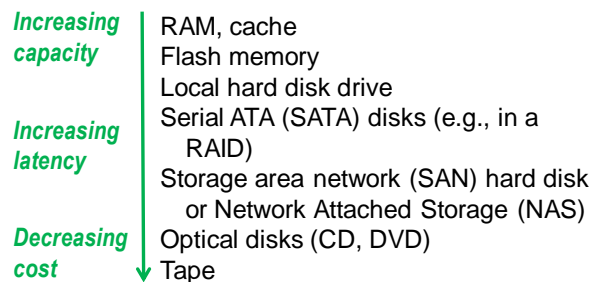 Increasing
capacity
Increasing
latency
Decreasing
cost
RAM, cache
Flash memory
Local hard disk drive
Serial ATA (SATA) disks (e.g., in a
RAID)
Storage area network (SAN) hard disk
or Network Attached Storage (NAS)
Optical disks (CD, DVD)
Tape